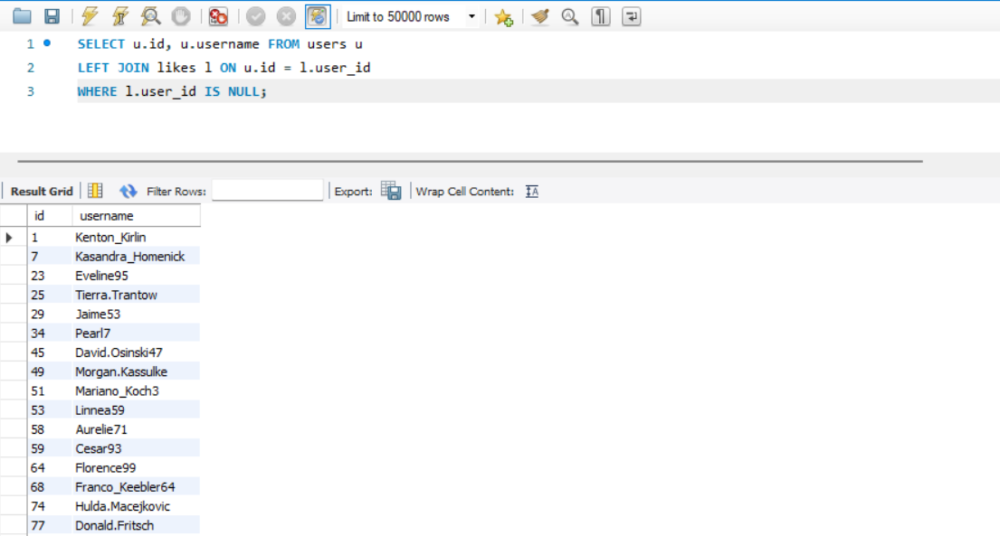 Limit to 50000 rows
1 SELECT u.id, u.username FROM users u
2 LEFT JOIN likes l ON u.id = l.user_id
3 WHERE l.user_id IS NULL;
Result Grid Filter Rows: Export: Wrap Cell Content: IA
id username
1 Kenton_Kirlin
7 Kasandra_Homenick
23 Eveline95
25 Tierra.Trantow
29 Jaime53
34 Pearl7
45 David.Osinski47
49 Morgan.Kassulke
51 Mariano_Koch3
53 Linnea59
58 Aurelie71
59 Cesar93
64 Florence99
68 Franco_Keebler64
74 Hulda.Macejkovic
77 Donald.Fritsch